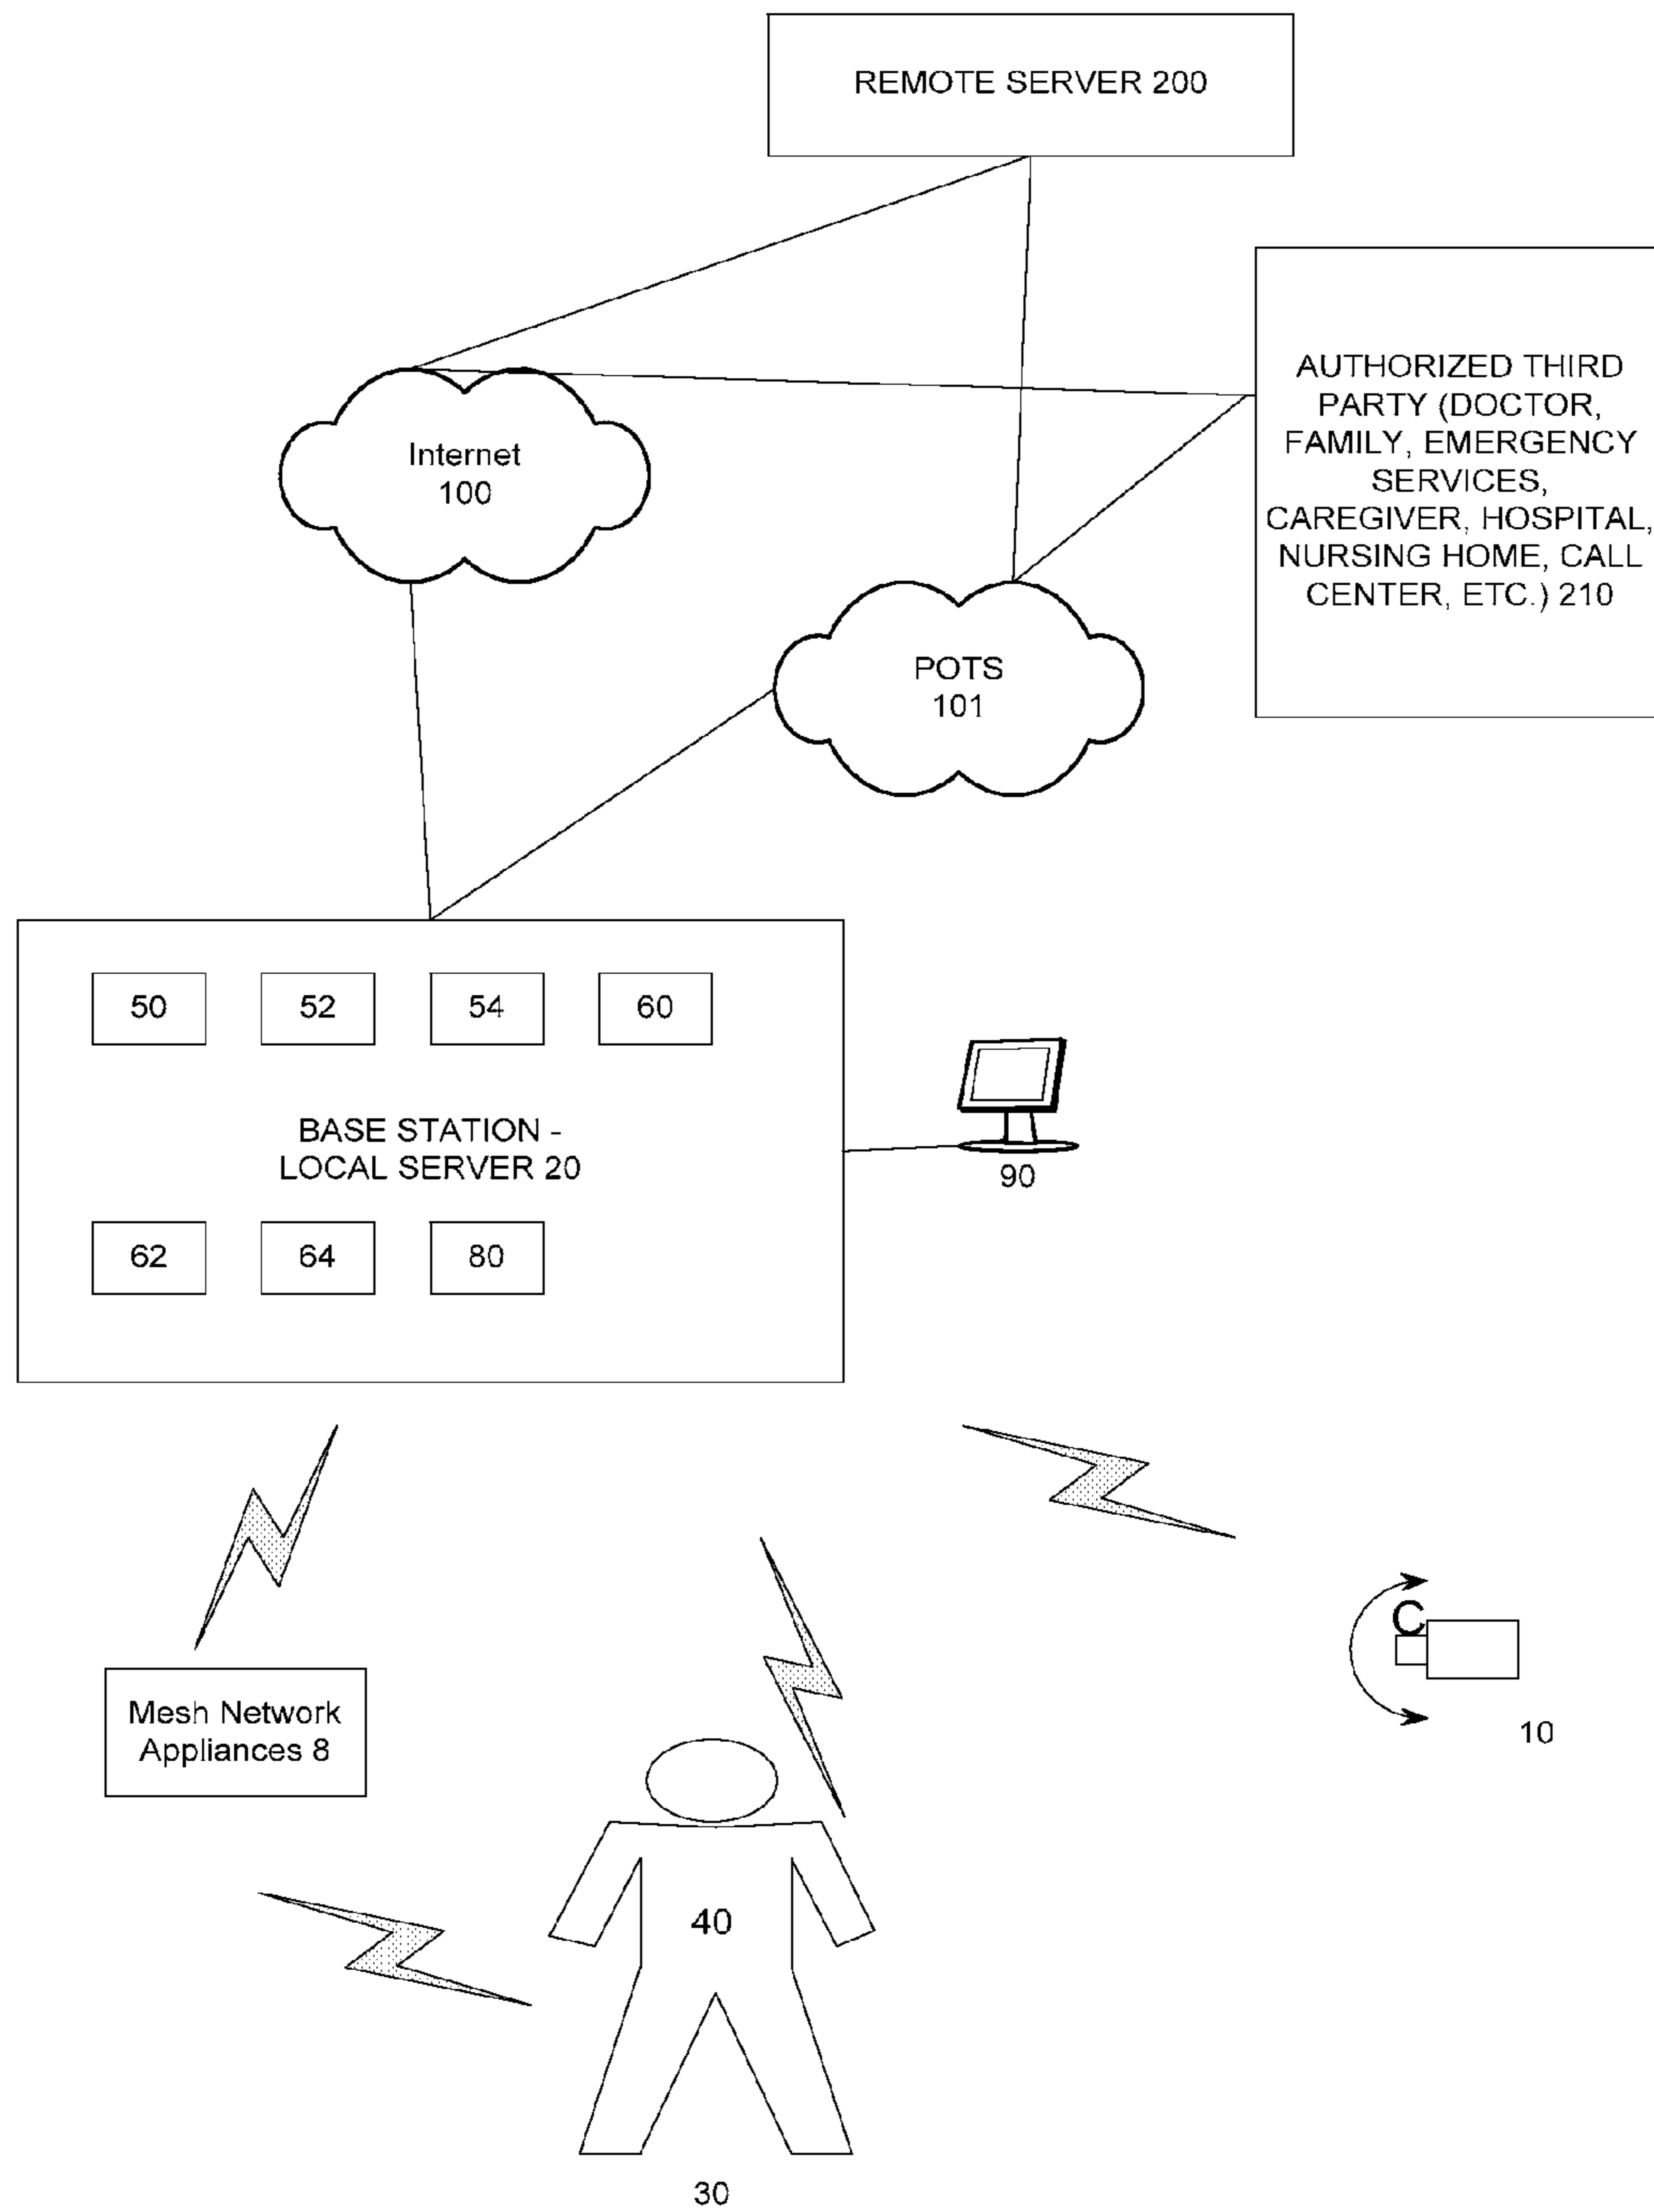 REMOTE SERVER 200
AUTHORIZED THIRD
PARTY (DOCTOR,
FAMILY, EMERGENCY
SERVICES,
CAREGIVER, HOSPITAL,
NURSING HOME, CALL
CENTER, ETC.) 210
Internet
100
POTS
101
50
52
54
60
BASE STATION -
LOCAL SERVER 20
62
64
80
90
Mesh Network
Appliances 8
C
10
40
30